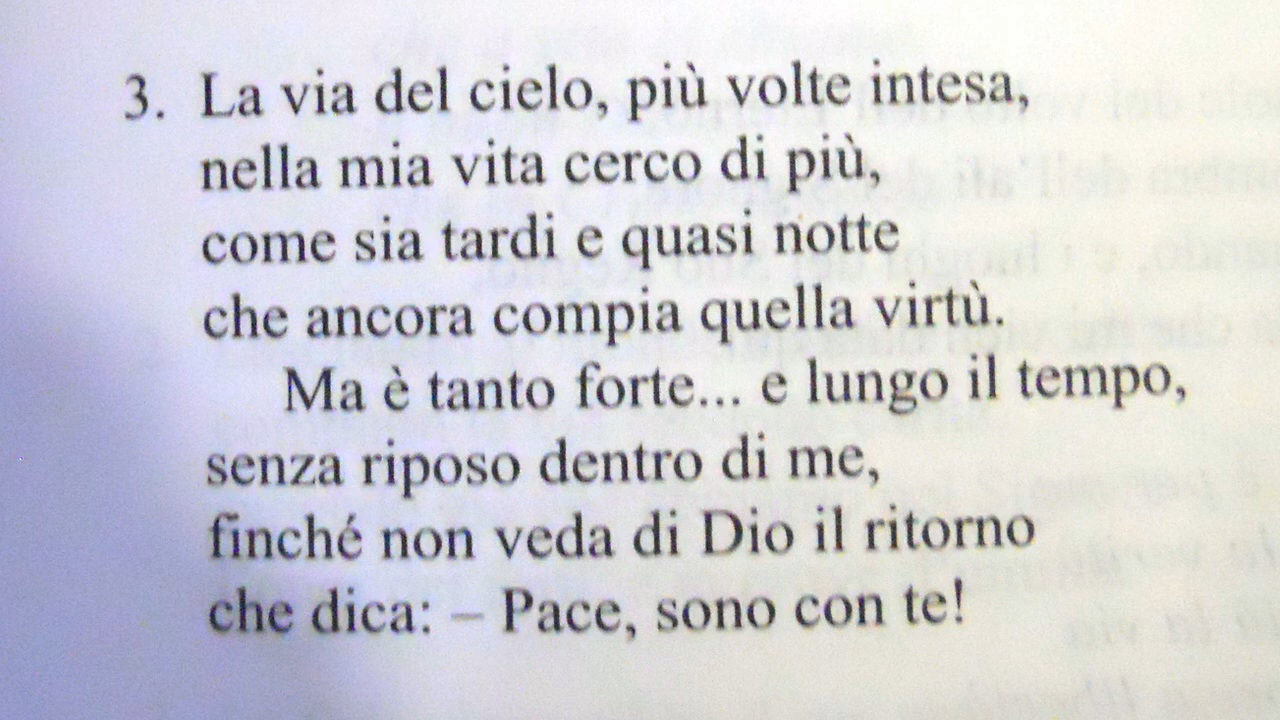 3. La via del cielo, più volte intesa,
nella mia vita cerco di più,
come sia tardi e quasi notte
che ancora compia quella virtù.
Ma è tanto forte... e lungo il tempo,
senza riposo dentro di me,
finché non veda di Dio il ritorno
che dica: – Pace, sono con te!